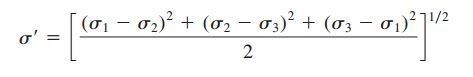 σ′ = [((σ₁ − σ₂)² + (σ₂ − σ₃)² + (σ₃ − σ₁)²) / 2]^(1/2)